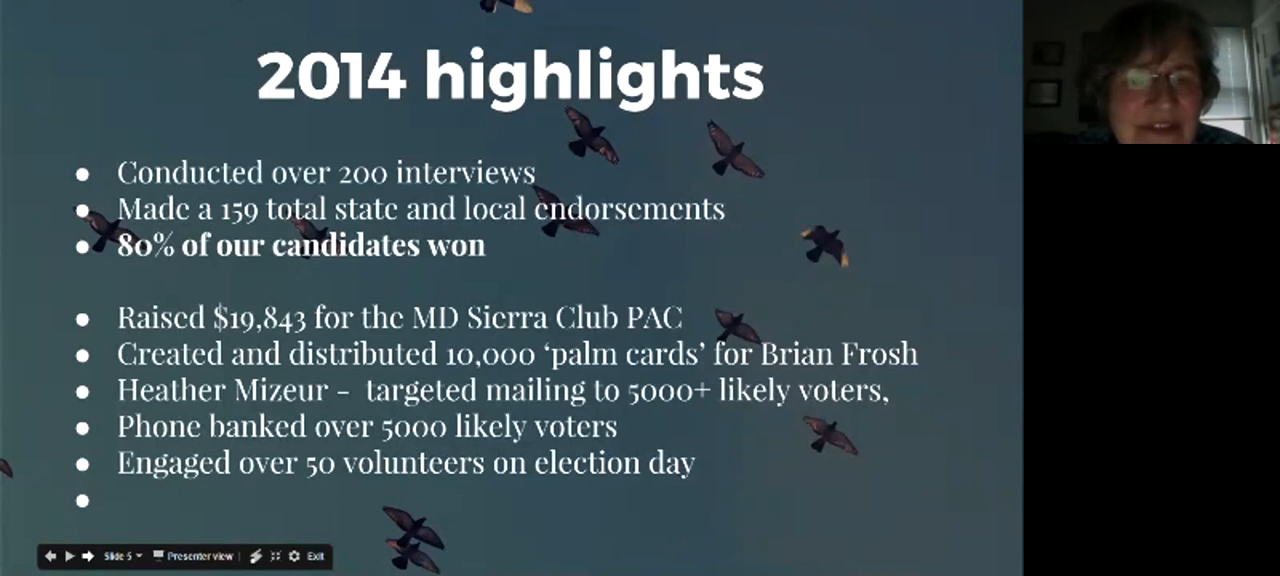 2014 highlights
● Conducted over 200 interviews
● Made a 159 total state and local endorsements
● 80% of our candidates won
● Raised $19,843 for the MD Sierra Club PAC
● Created and distributed 10,000 ‘palm cards’ for Brian Frosh
● Heather Mizeur - targeted mailing to 5000+ likely voters,
● Phone banked over 5000 likely voters
● Engaged over 50 volunteers on election day
●
Slide 5 Presenter view Exit